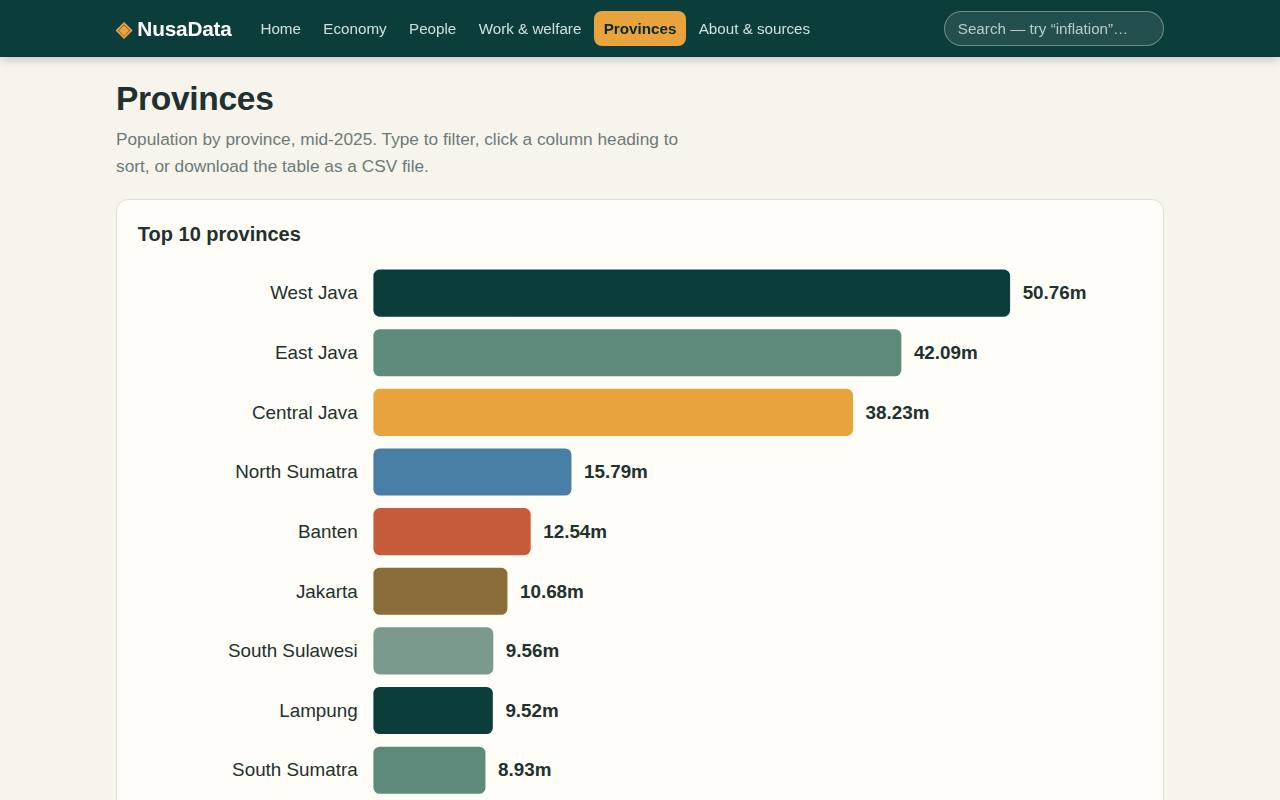 ◈ NusaData Home Economy People Work & welfare Provinces About & sources Search — try “inflation”…
Provinces
Population by province, mid-2025. Type to filter, click a column heading to
sort, or download the table as a CSV file.
Top 10 provinces
West Java 50.76m
East Java 42.09m
Central Java 38.23m
North Sumatra 15.79m
Banten 12.54m
Jakarta 10.68m
South Sulawesi 9.56m
Lampung 9.52m
South Sumatra 8.93m